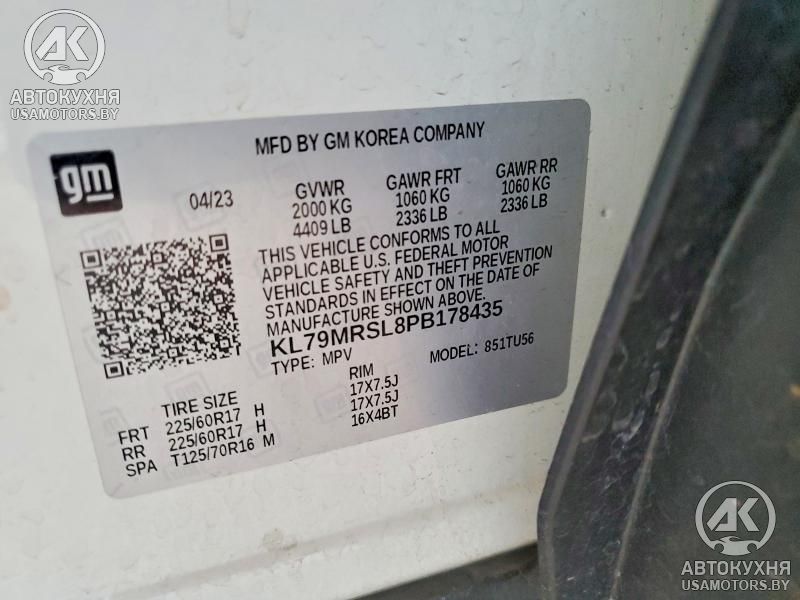 AK
АВТОКУХНЯ
USAMOTORS.BY
MFD BY GM KOREA COMPANY
gm
04/23
GVWR GAWR FRT GAWR RR
2000 KG 1060 KG 1060 KG
4409 LB 2336 LB 2336 LB
THIS VEHICLE CONFORMS TO ALL
APPLICABLE U.S. FEDERAL MOTOR
VEHICLE SAFETY AND THEFT PREVENTION
STANDARDS IN EFFECT ON THE DATE OF
MANUFACTURE SHOWN ABOVE.
KL79MRSL8PB178435
TYPE: MPV MODEL: 851TU56
TIRE SIZE RIM
FRT 225/60R17 H 17X7.5J
RR 225/60R17 H 17X7.5J
SPA T125/70R16 M 16X4BT
AK
АВТОКУХНЯ
USAMOTORS.BY